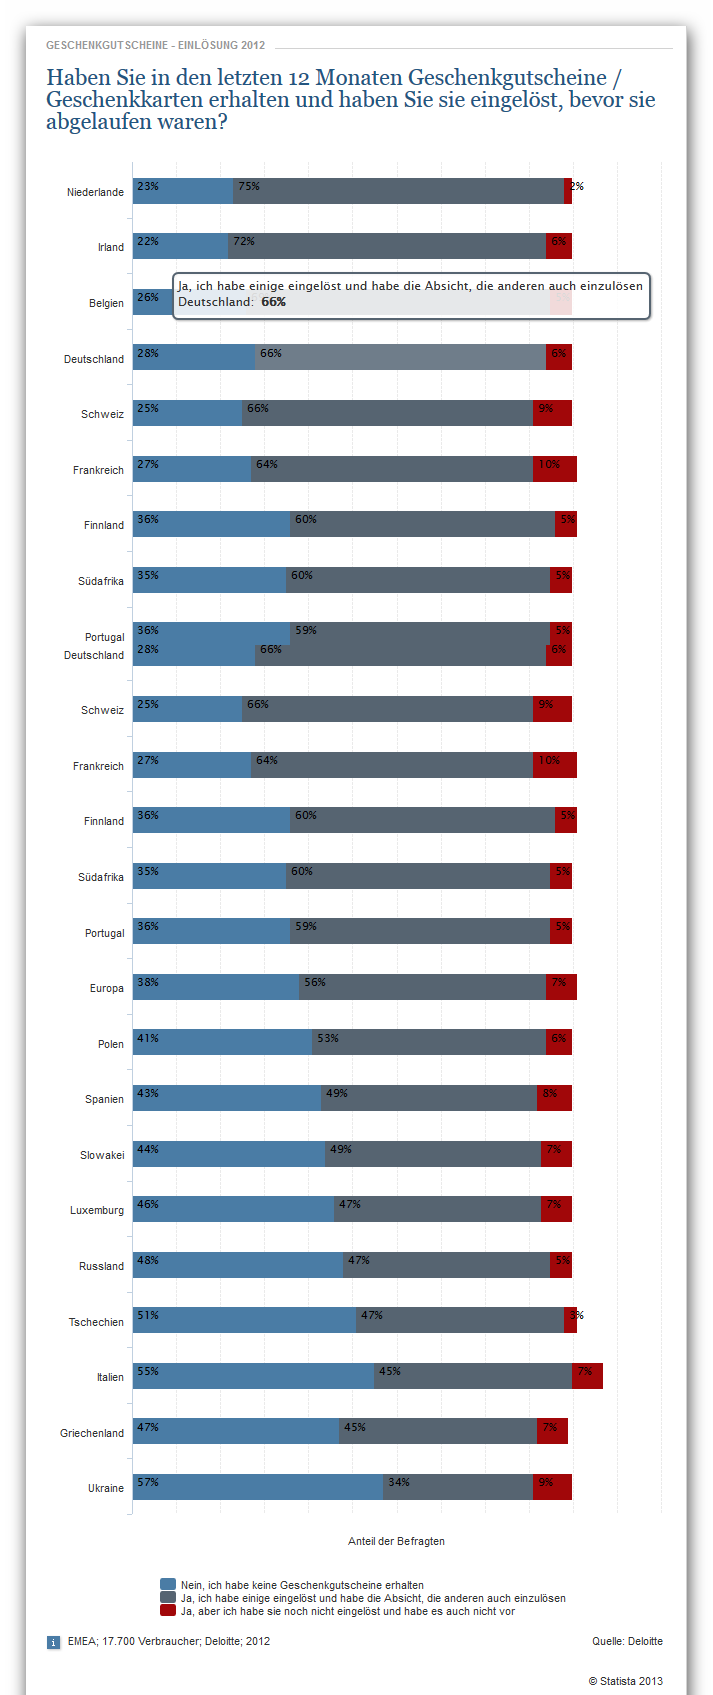 GESCHENKGUTSCHEINE - EINLÖSUNG 2012
Haben Sie in den letzten 12 Monaten Geschenkgutscheine /
Geschenkkarten erhalten und haben Sie sie eingelöst, bevor sie
abgelaufen waren?
Niederlande 23% 75% 2%
Irland 22% 72% 6%
Ja, ich habe einige eingelöst und habe die Absicht, die anderen auch einzulösen
Deutschland: 66%
Belgien 26%
Deutschland 28% 66% 6%
Schweiz 25% 66% 9%
Frankreich 27% 64% 10%
Finnland 36% 60% 5%
Südafrika 35% 60% 5%
Portugal 36% 59% 5%
Deutschland 28% 66% 6%
Schweiz 25% 66% 9%
Frankreich 27% 64% 10%
Finnland 36% 60% 5%
Südafrika 35% 60% 5%
Portugal 36% 59% 5%
Europa 38% 56% 7%
Polen 41% 53% 6%
Spanien 43% 49% 8%
Slowakei 44% 49% 7%
Luxemburg 46% 47% 7%
Russland 48% 47% 5%
Tschechien 51% 47% 3%
Italien 55% 45% 7%
Griechenland 47% 45% 7%
Ukraine 57% 34% 9%
Anteil der Befragten
Nein, ich habe keine Geschenkgutscheine erhalten
Ja, ich habe einige eingelöst und habe die Absicht, die anderen auch einzulösen
Ja, aber ich habe sie noch nicht eingelöst und habe es auch nicht vor
i EMEA; 17.700 Verbraucher; Deloitte; 2012 Quelle: Deloitte
© Statista 2013